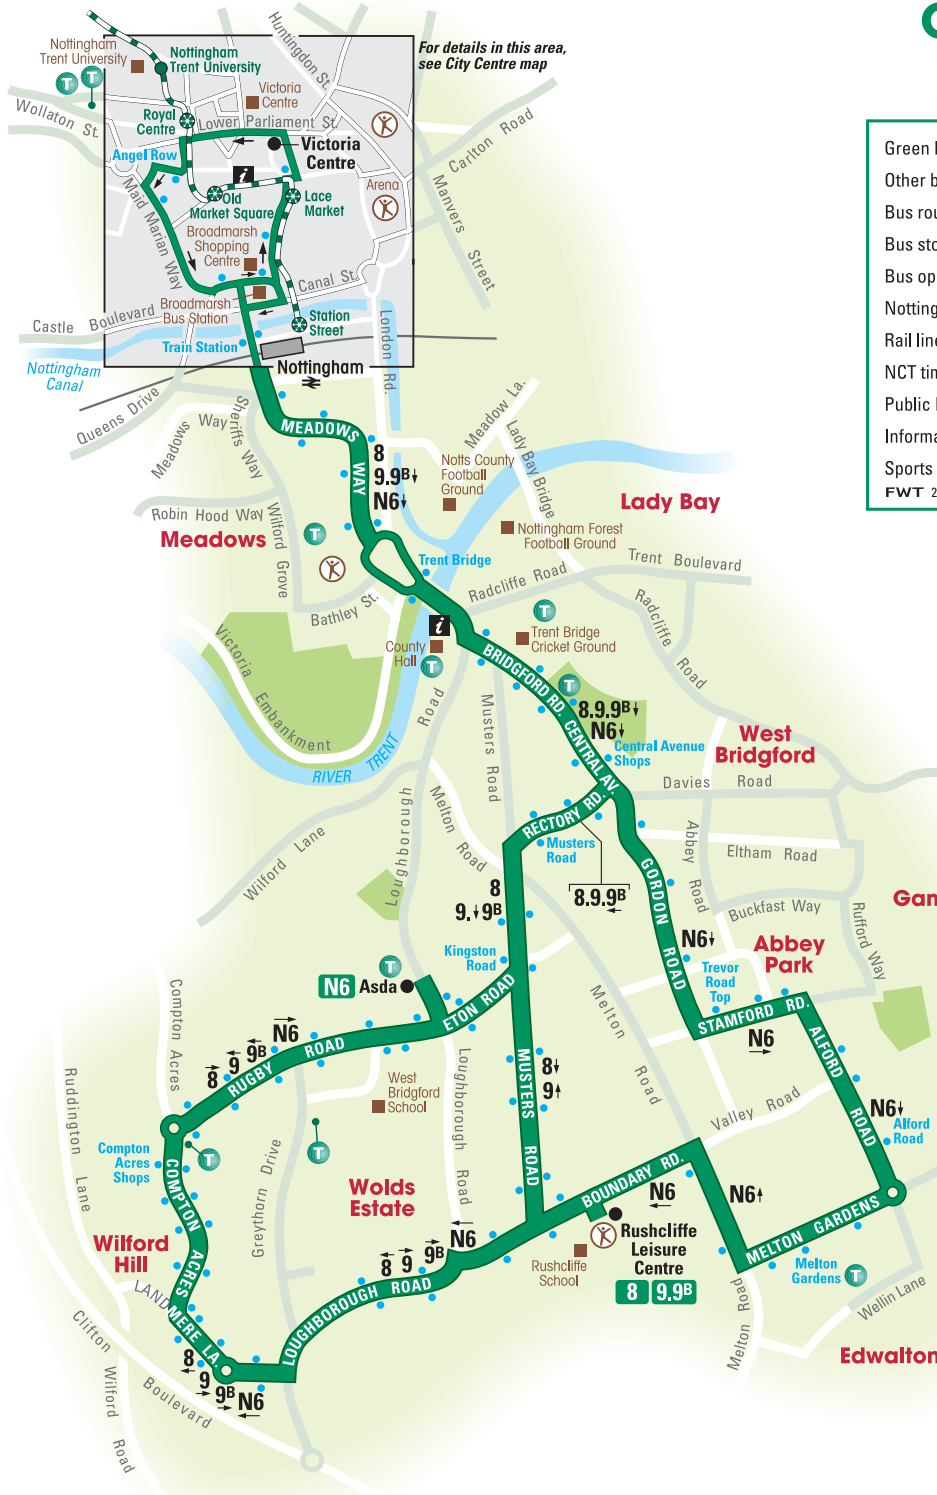 For details in this area,
see City Centre map
Nottingham
Trent University
Nottingham
Trent University
Huntingdon St.
Victoria
Centre
Wollaton St.
Royal
Centre
Lower Parliament St.
Carlton Road
Angel Row
Victoria
Centre
i
Arena
Old
Market Square
Lace
Market
Manvers Street
Maid Marian Way
Broadmarsh
Shopping
Centre
Canal St.
Broadmarsh
Bus Station
Castle Boulevard
Station
Street
Train Station
London Rd.
Nottingham
Canal
Nottingham
Queens Drive
Green
Other b
Bus rou
Bus sto
Bus op
Notting
Rail line
NCT tim
Public
Informa
Sports
FWT 2
Meadows Way
Sheriffs Way
MEADOWS WAY
8
9.9B
N6
Meadow La.
Lady Bay Bridge
Notts County
Football
Ground
Lady Bay
Robin Hood Way
Wilford Grove
Meadows
T
Nottingham Forest
Football Ground
Trent Bridge
Trent Boulevard
Radcliffe Road
Radcliffe Road
Bathley St.
T
i
Trent Bridge
Cricket Ground
County
Hall
T
Victoria Embankment
BRIDGFORD RD.
T
8.9.9B
N6
CENTRAL AV.
Central Avenue
Shops
West
Bridgford
RIVER TRENT
Musters Road
Loughborough Road
Melton Road
Davies Road
RECTORY RD.
Musters
Road
Wilford Lane
GORDON ROAD
Abbey Road
Eltham Road
8
9.9B
8.9.9B
Buckfast Way
Gam
Rufford Way
N6
Abbey
Park
Kingston
Road
Trevor
Road
Top
T
N6 Asda
ETON ROAD
Compton Acres
N6
9B
9
8
RUGBY ROAD
Melton Road
STAMFORD RD.
N6
ALFORD ROAD
MUSTERS ROAD
8
9
Ruddington Lane
West
Bridgford
School
Loughborough Road
Valley Road
N6
Alford
Road
Compton
Acres
Shops
T
T
Greythorn Drive
BOUNDARY RD.
COMPTON ACRES
Wolds
Estate
N6
N6
MELTON GARDENS
Wilford
Hill
N6
9B
9
8
Rushcliffe
Leisure
Centre
8 9.9B
Rushcliffe
School
Melton
Gardens
T
LOUGHBOROUGH ROAD
Melton Road
Wellin Lane
LANDMERE LA.
Clifton Boulevard
Wilford Road
8
9
9B
N6
Edwalton